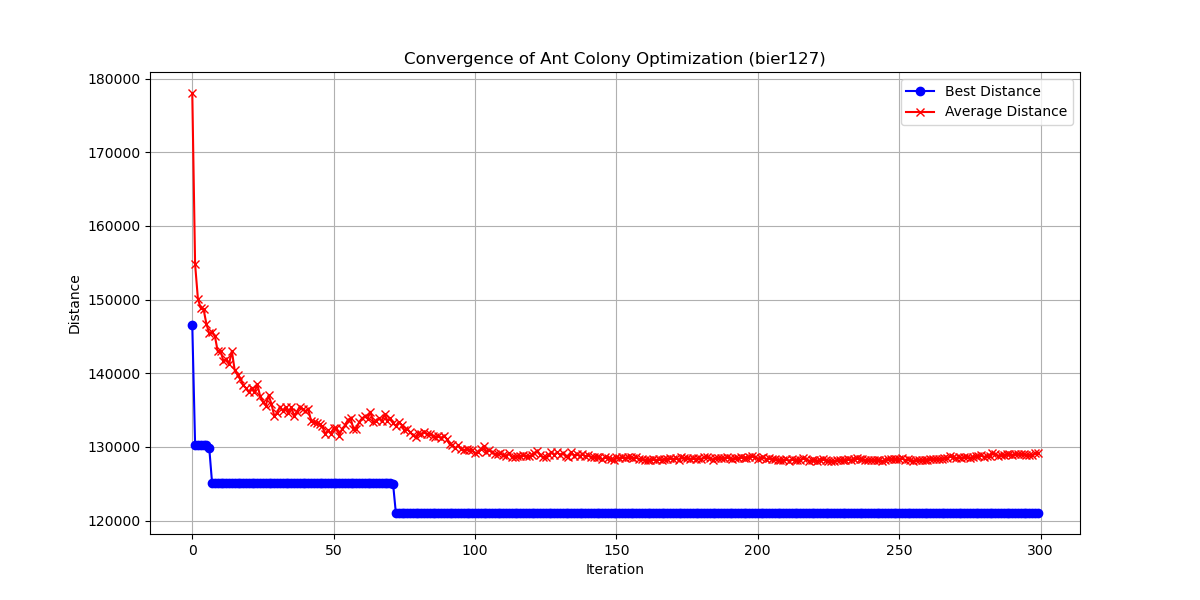 Convergence of Ant Colony Optimization (bier127)
180000
170000
160000
150000
140000
130000
120000
Distance
Best Distance
Average Distance
0 50 100 150 200 250 300
Iteration